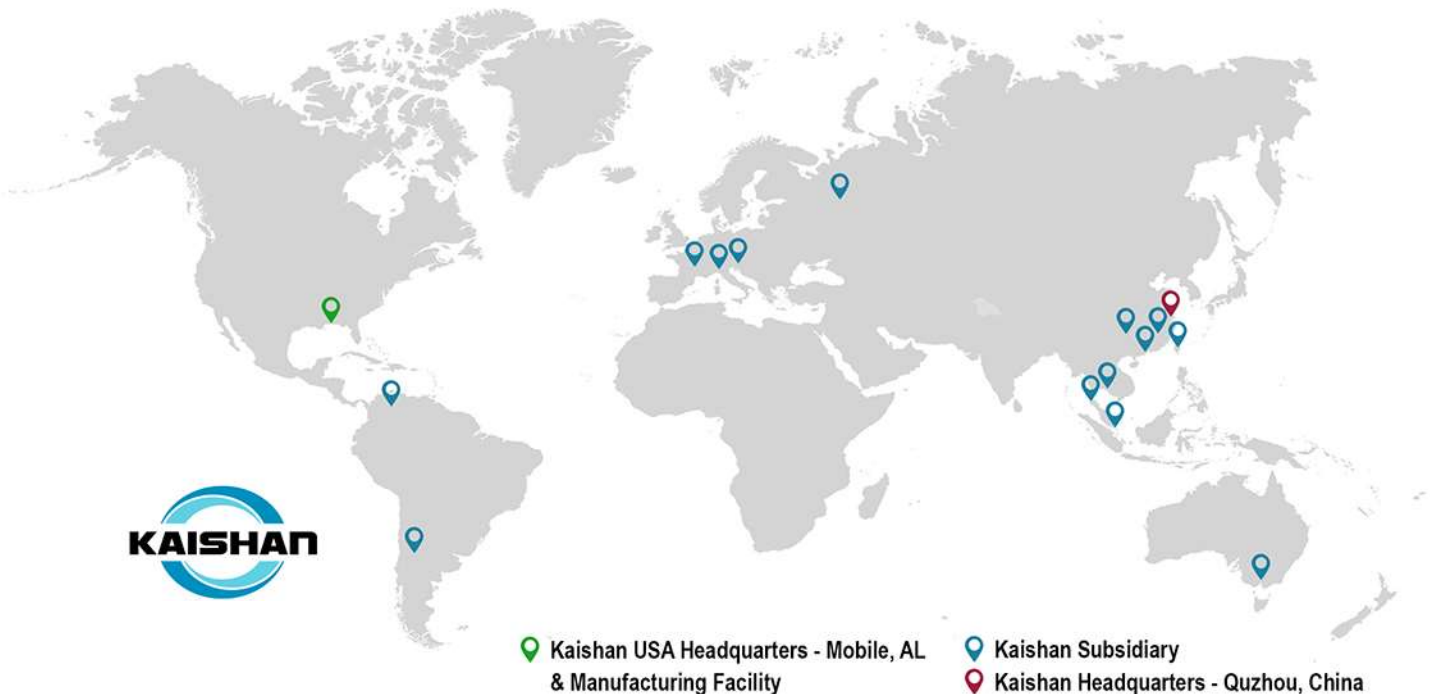 KAISHAN
Kaishan USA Headquarters - Mobile, AL
& Manufacturing Facility
Kaishan Subsidiary
Kaishan Headquarters - Quzhou, China